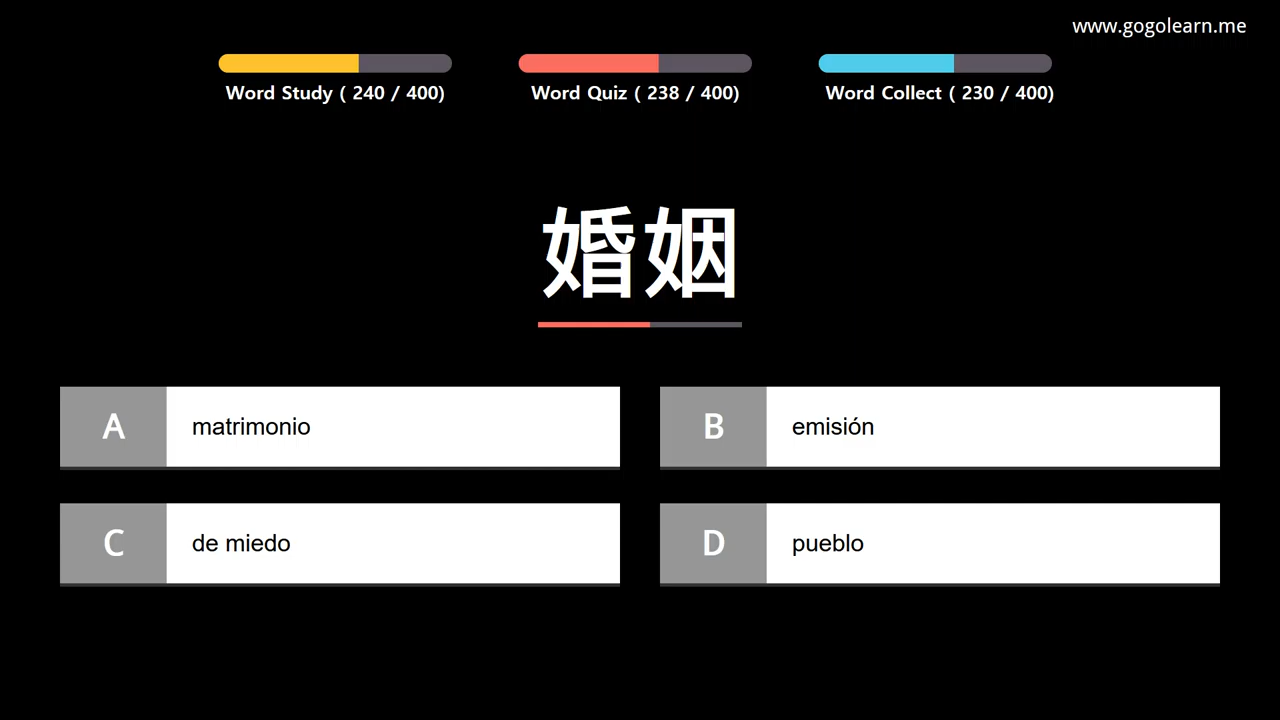 www.gogolearn.me
Word Study ( 240 / 400)
Word Quiz ( 238 / 400)
Word Collect ( 230 / 400)
婚姻
A matrimonio
B emisión
C de miedo
D pueblo